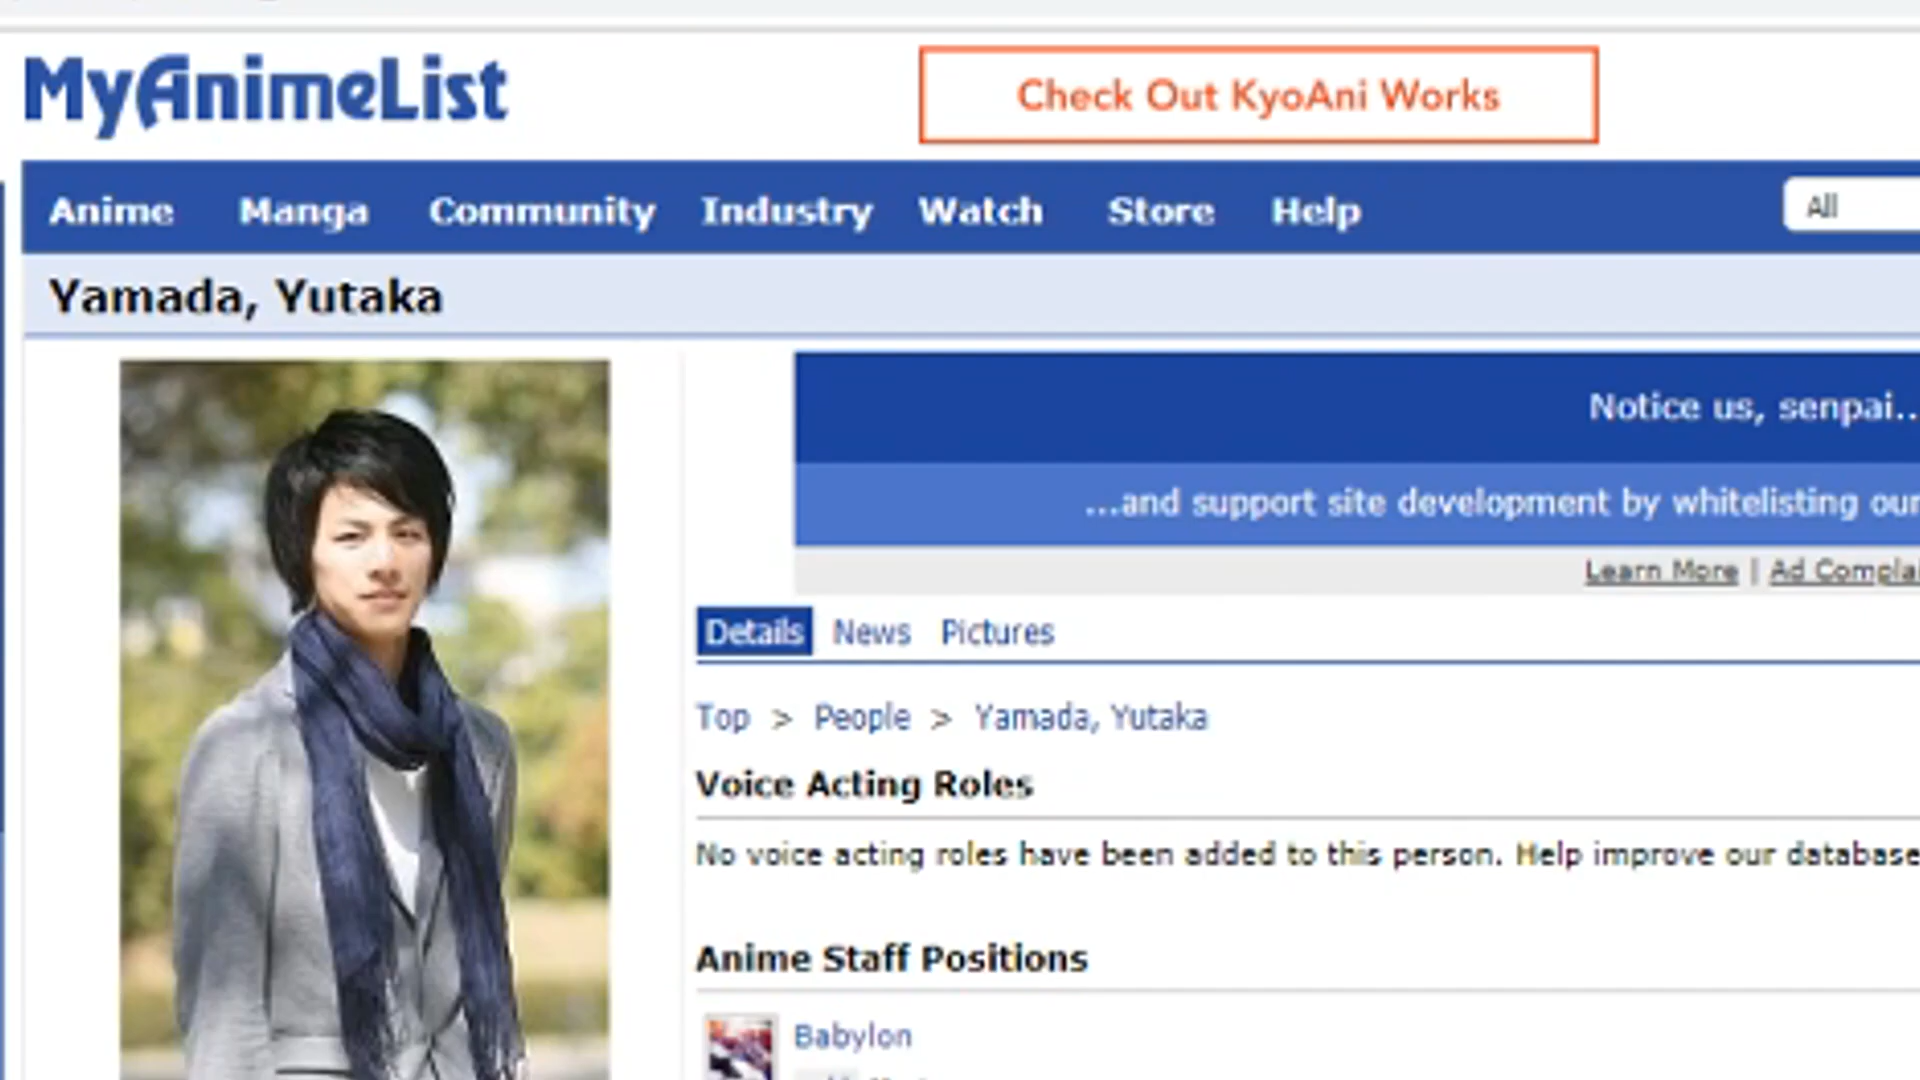 MyAnimeList
Check Out KyoAni Works
Anime Manga Community Industry Watch Store Help
All
Yamada, Yutaka
Notice us, senpai..
...and support site development by whitelisting our
Learn More | Ad Complai
Details News Pictures
Top > People > Yamada, Yutaka
Voice Acting Roles
No voice acting roles have been added to this person. Help improve our database
Anime Staff Positions
Babylon